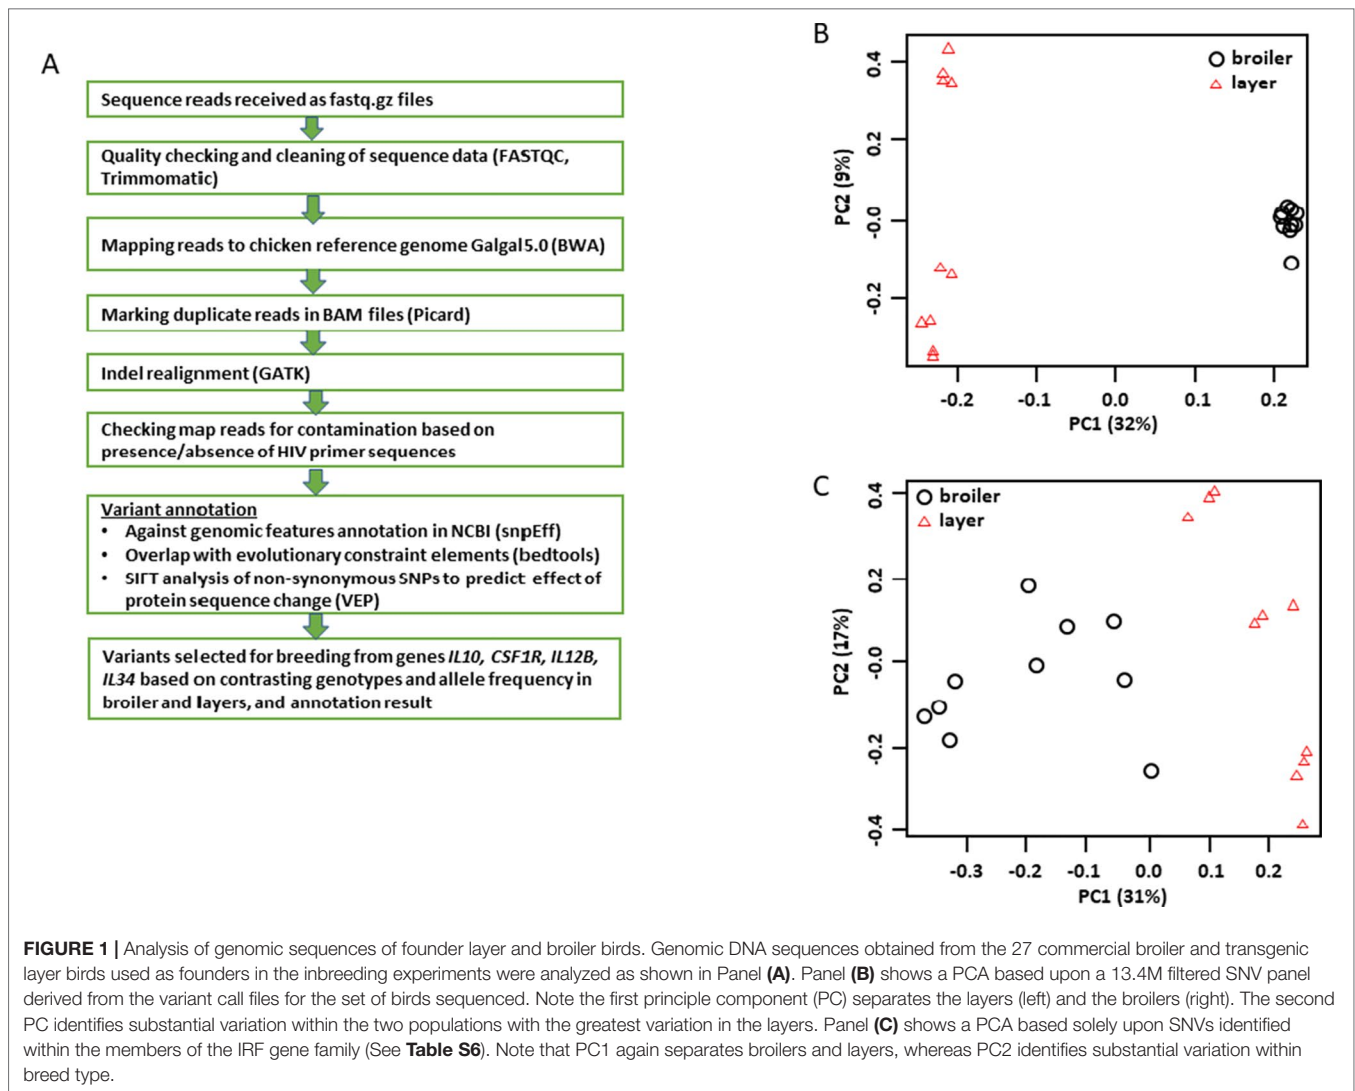 A
Sequence reads received as fastq.gz files
Quality checking and cleaning of sequence data (FASTQC,
Trimmomatic)
Mapping reads to chicken reference genome Galgal5.0 (BWA)
Marking duplicate reads in BAM files (Picard)
Indel realignment (GATK)
Checking map reads for contamination based on
presence/absence of HIV primer sequences
Variant annotation
• Against genomic features annotation in NCBI (snpEff)
• Overlap with evolutionary constraint elements (bedtools)
• SIFT analysis of non-synonymous SNPs to predict effect of
protein sequence change (VEP)
Variants selected for breeding from genes IL10, CSF1R, IL12B,
IL34 based on contrasting genotypes and allele frequency in
broiler and layers, and annotation result
B
broiler
layer
PC2 (9%)
0.4
0.2
-0.0
-0.2
-0.2 -0.1 0.0 0.1 0.2
PC1 (32%)
C
broiler
layer
PC2 (17%)
0.4
0.2
-0.0
-0.2
-0.4
-0.3 -0.2 -0.1 0.0 0.1 0.2
PC1 (31%)
FIGURE 1 | Analysis of genomic sequences of founder layer and broiler birds. Genomic DNA sequences obtained from the 27 commercial broiler and transgenic
layer birds used as founders in the inbreeding experiments were analyzed as shown in Panel (A). Panel (B) shows a PCA based upon a 13.4M filtered SNV panel
derived from the variant call files for the set of birds sequenced. Note the first principle component (PC) separates the layers (left) and the broilers (right). The second
PC identifies substantial variation within the two populations with the greatest variation in the layers. Panel (C) shows a PCA based solely upon SNVs identified
within the members of the IRF gene family (See Table S6). Note that PC1 again separates broilers and layers, whereas PC2 identifies substantial variation within
breed type.